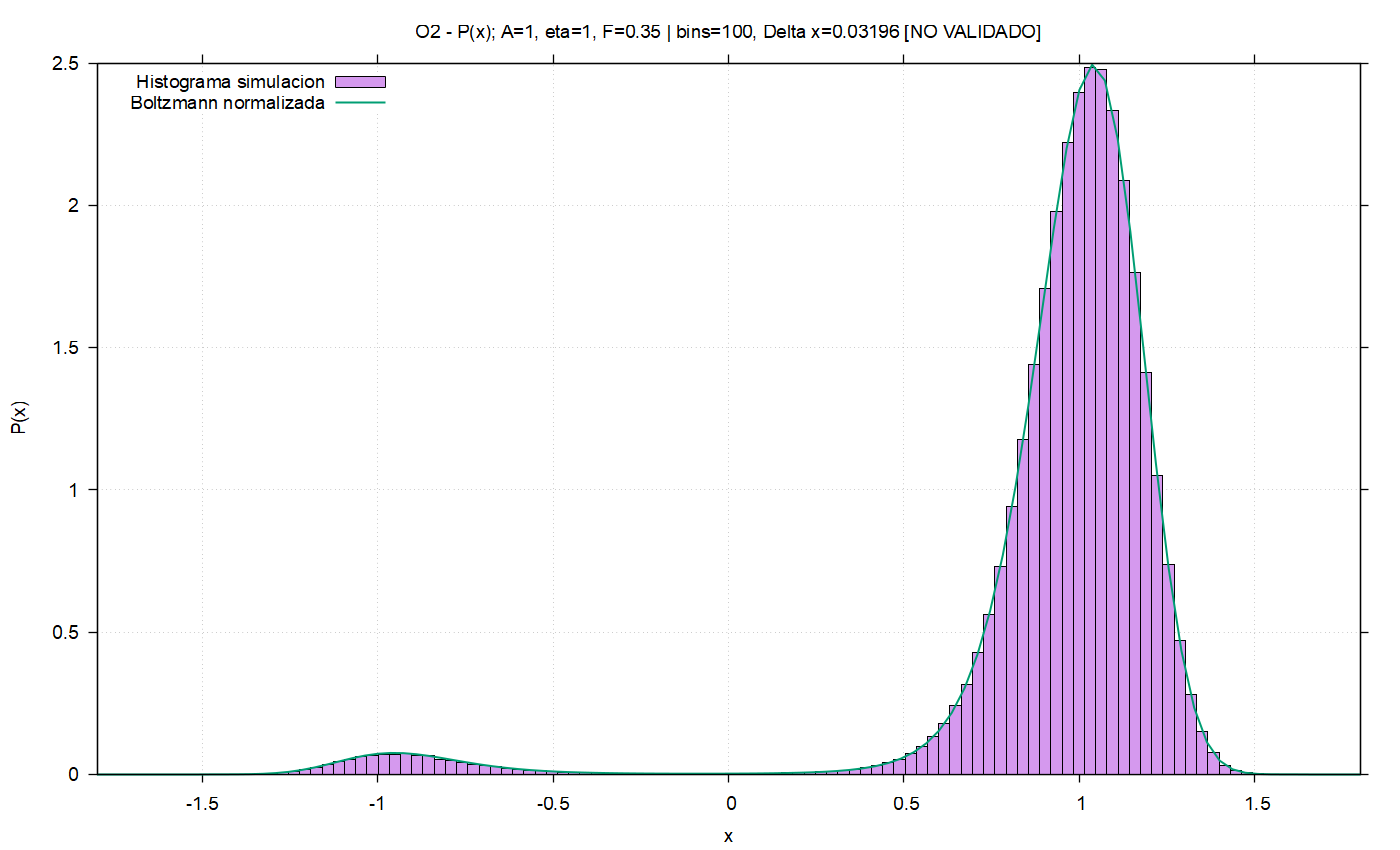 O2 - P(x); A=1, eta=1, F=0.35 | bins=100, Delta x=0.03196 [NO VALIDADO]
Histograma simulacion
Boltzmann normalizada
2.5
2
1.5
1
0.5
0
P(x)
-1.5 -1 -0.5 0 0.5 1 1.5
x